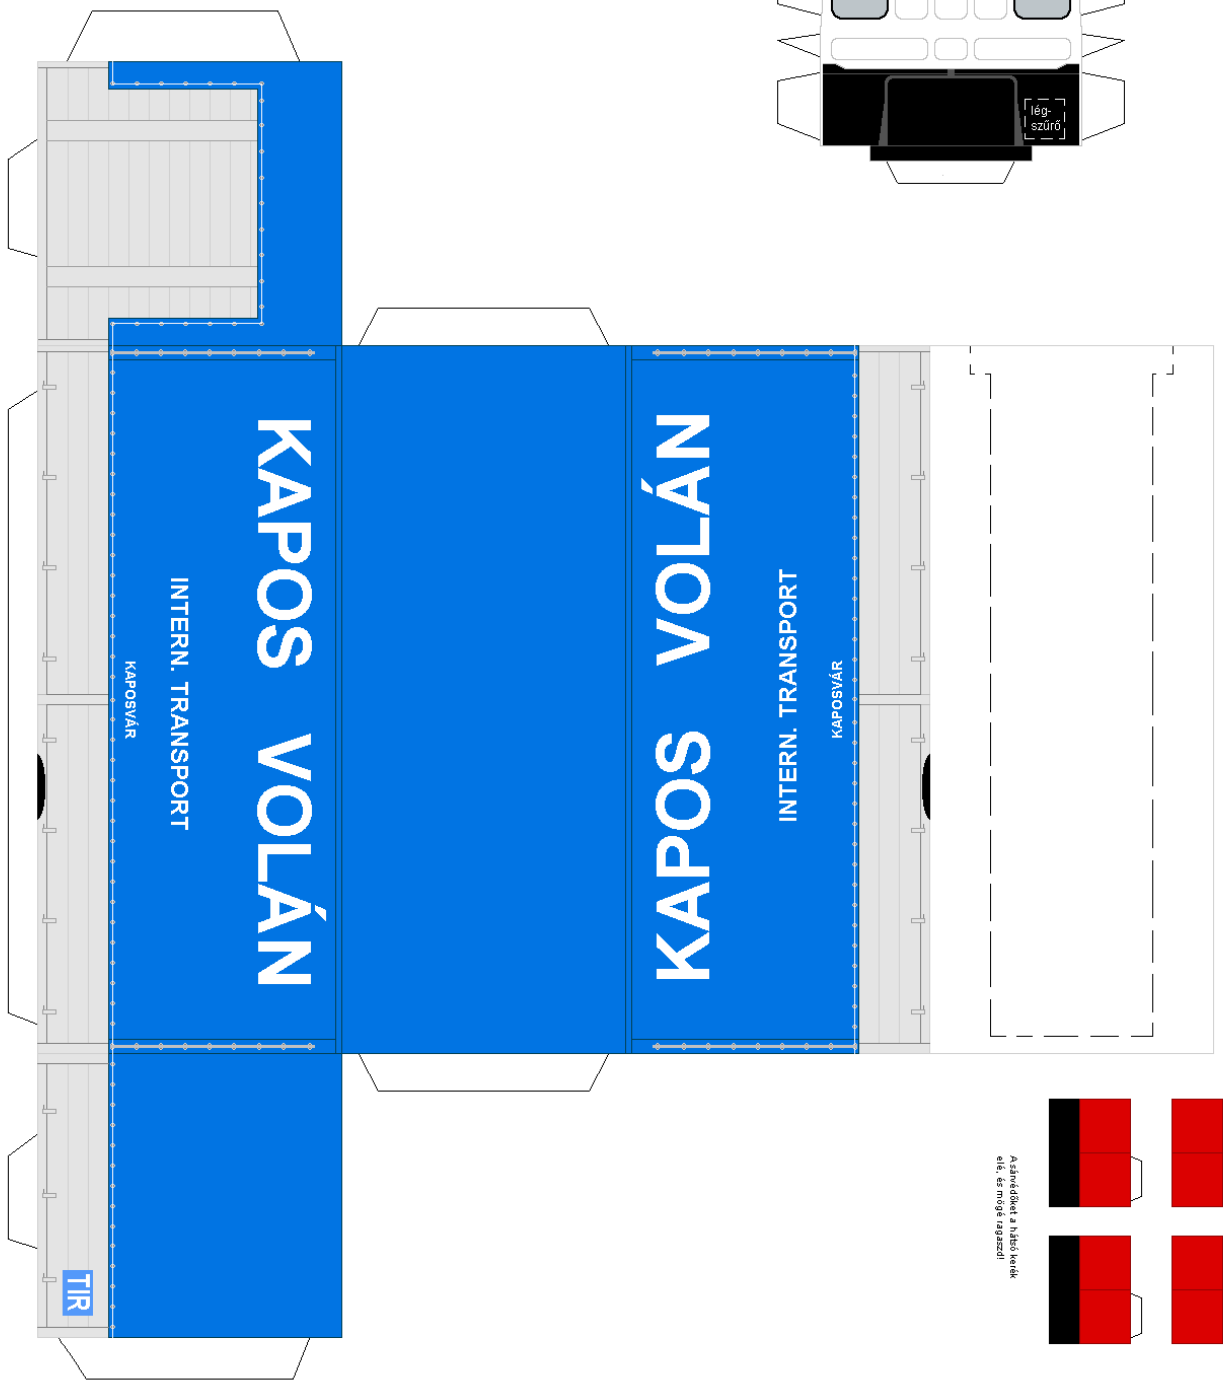 lég-
szűrő
KAPOS VOLÁN
INTERN. TRANSPORT
KAPOSVÁR
KAPOS VOLÁN
INTERN. TRANSPORT
KAPOSVÁR
A sárvédőket a hátsó kerék
elé, és mögé ragaszd!
TIR